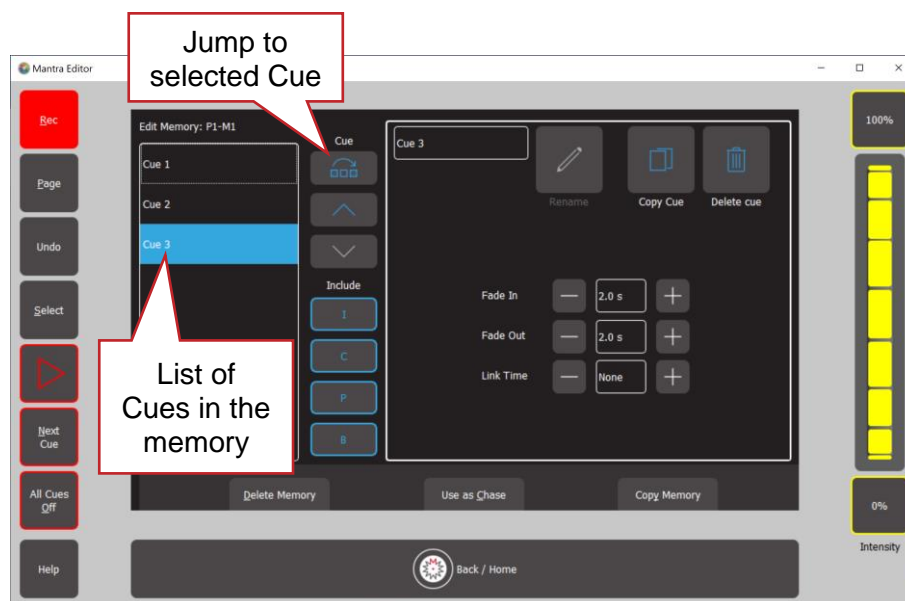 Jump to
selected Cue
Mantra Editor
Rec
Page
Undo
Select
Next
Cue
All Cues
Off
Help
Edit Memory: P1-M1
Cue 1
Cue 2
Cue 3
List of
Cues in the
memory
Cue
Include
I
C
P
B
Cue 3
Rename
Copy Cue
Delete cue
Fade In
2.0 s
Fade Out
2.0 s
Link Time
None
Delete Memory
Use as Chase
Copy Memory
Back / Home
100%
0%
Intensity